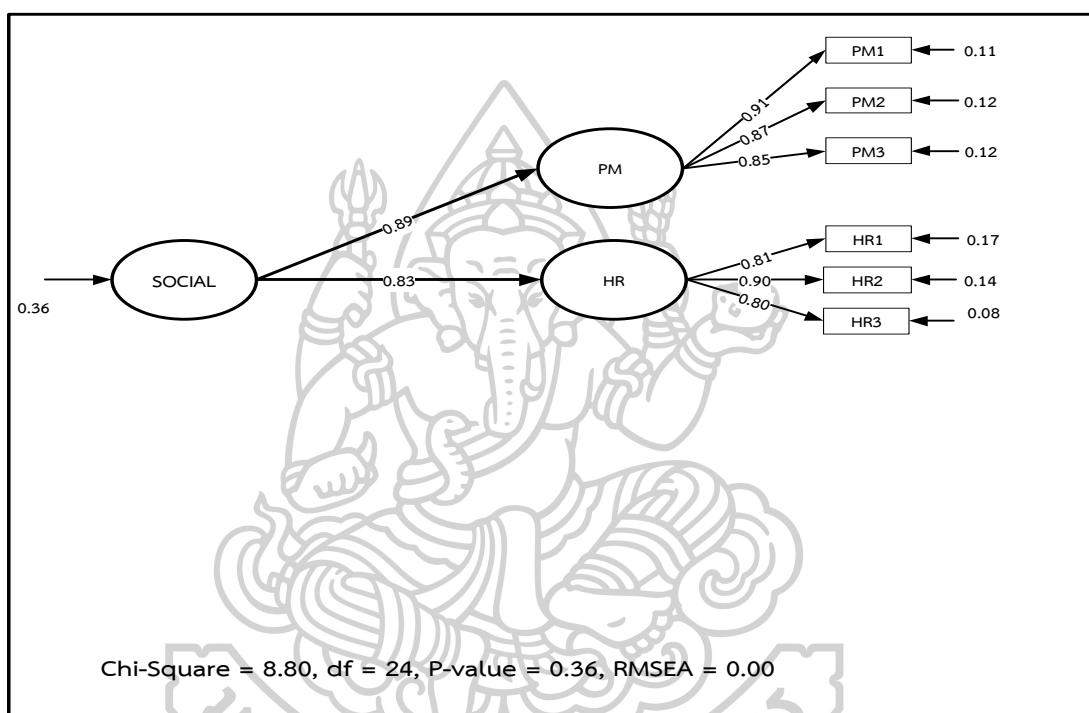 PM1
0.11
0.91
PM2
0.12
0.87
PM3
0.12
0.85
PM
0.89
HR1
0.17
0.81
SOCIAL
0.83
HR
0.90
HR2
0.14
0.36
0.80
HR3
0.08
Chi-Square = 8.80, df = 24, P-value = 0.36, RMSEA = 0.00